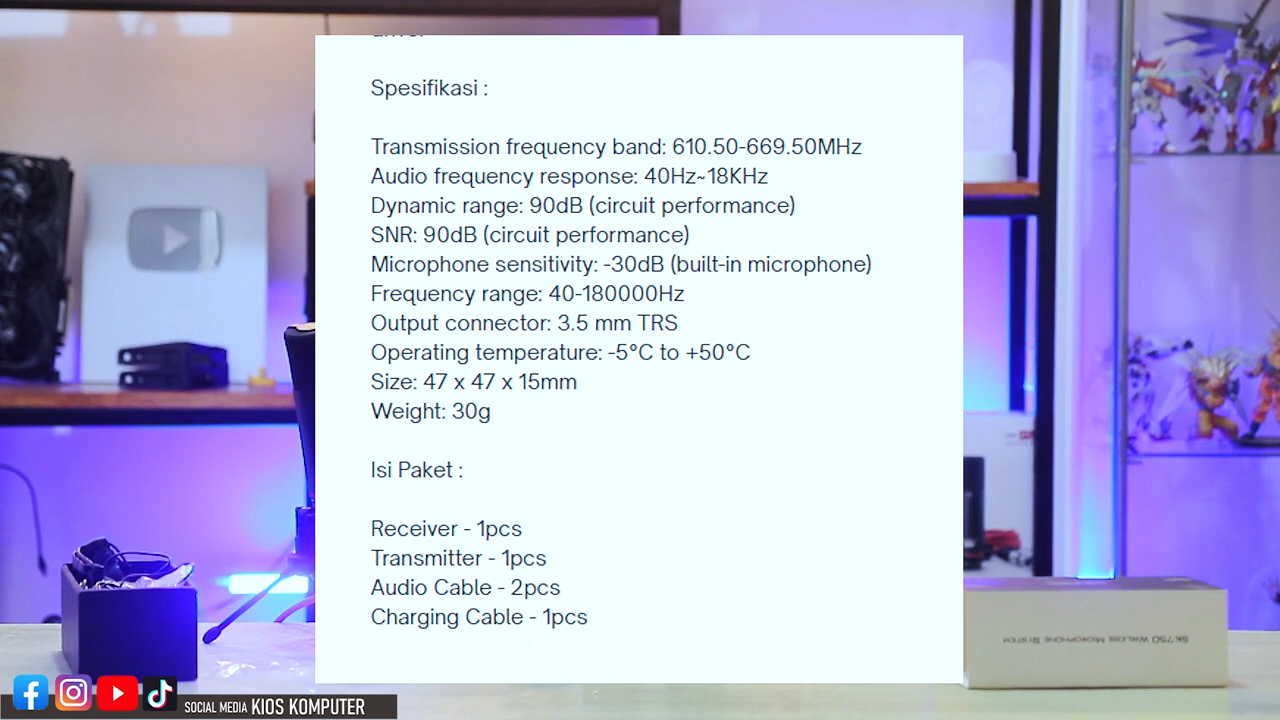 Spesifikasi :
Transmission frequency band: 610.50-669.50MHz
Audio frequency response: 40Hz~18KHz
Dynamic range: 90dB (circuit performance)
SNR: 90dB (circuit performance)
Microphone sensitivity: -30dB (built-in microphone)
Frequency range: 40-180000Hz
Output connector: 3.5 mm TRS
Operating temperature: -5°C to +50°C
Size: 47 x 47 x 15mm
Weight: 30g
Isi Paket :
Receiver - 1pcs
Transmitter - 1pcs
Audio Cable - 2pcs
Charging Cable - 1pcs
WIRELESS MICROPHONE SYSTEM
SOCIAL MEDIA KIOS KOMPUTER